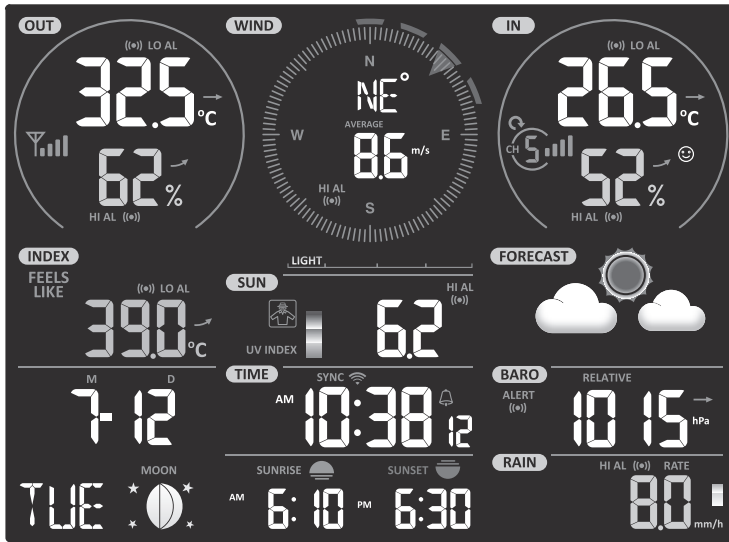 OUT
((•)) LO AL
32.5 °C
62 %
HI AL ((•))
WIND
N
NE°
W
E
AVERAGE
8.6 m/s
HI AL
((•))
S
IN
((•)) LO AL
26.5 °C
CH 5
52 %
HI AL ((•))
INDEX
FEELS
LIKE
((•)) LO AL
39.0 °C
LIGHT
SUN
HI AL
((•))
UV INDEX
6.2
FORECAST
M D
7-12
TIME
SYNC
AM 10:38 12
BARO
RELATIVE
ALERT
((•))
1015 hPa
TUE
MOON
SUNRISE
AM 6:10
SUNSET
PM 6:30
RAIN
HI AL ((•)) RATE
8.0 mm/h